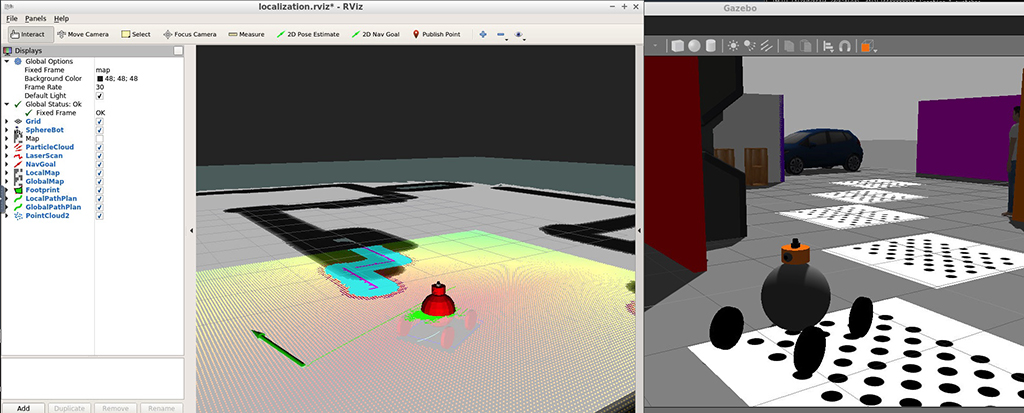 localization.rviz* - RViz
Gazebo
File Panels Help
Interact Move Camera Select Focus Camera Measure 2D Pose Estimate 2D Nav Goal Publish Point
Displays
Global Options
Fixed Frame map
Background Color 48; 48; 48
Frame Rate 30
Default Light
Global Status: Ok
Fixed Frame OK
Grid
SphereBot
Map
ParticleCloud
LaserScan
NavGoal
LocalMap
GlobalMap
Footprint
LocalPathPlan
GlobalPathPlan
PointCloud2
Add Duplicate Remove Rename